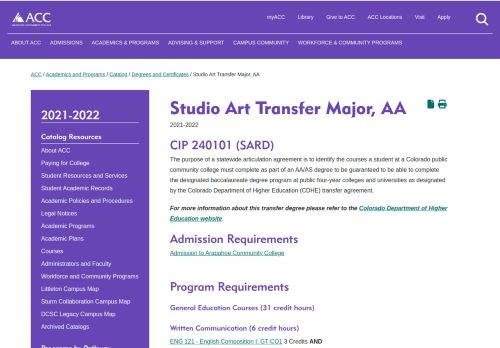 myACC Library Give to ACC ACC Locations Visit Apply
ACC
ABOUT ACC ADMISSIONS ACADEMICS & PROGRAMS ADVISING & SUPPORT CAMPUS COMMUNITY WORKFORCE & COMMUNITY PROGRAMS
ACC / Academics and Programs / Catalog / Degrees and Certificates / Studio Art Transfer Major, AA
2021-2022
Catalog Resources
About ACC
Paying for College
Student Resources and Services
Student Academic Records
Academic Policies and Procedures
Legal Notices
Academic Programs
Academic Plans
Courses
Administrators and Faculty
Workforce and Community Programs
Littleton Campus Map
Sturm Collaboration Campus Map
DCSC Legacy Campus Map
Archived Catalogs
Programs by Pathway
Studio Art Transfer Major, AA
2021-2022
CIP 240101 (SARD)
The purpose of a statewide articulation agreement is to identify the courses a student at a Colorado public
community college must complete as part of an AA/AS degree to be guaranteed to be able to complete
the designated baccalaureate degree program at public four-year colleges and universities as designated
by the Colorado Department of Higher Education (CDHE) transfer agreement.
For more information about this transfer degree please refer to the Colorado Department of Higher
Education website.
Admission Requirements
Admission to Arapahoe Community College
Program Requirements
General Education Courses (31 credit hours)
Written Communication (6 credit hours)
ENG 121 - English Composition I: GT-CO1 3 Credits AND